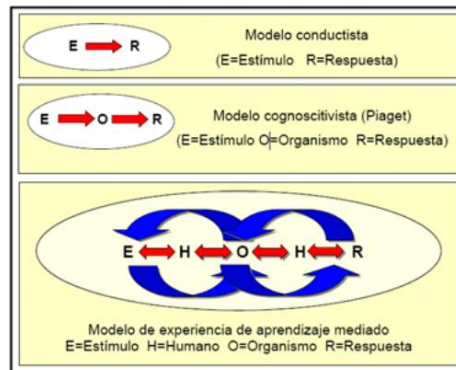 E R
Modelo conductista
(E=Estímulo R=Respuesta)
E O R
Modelo cognoscitivista (Piaget)
(E=Estímulo O=Organismo R=Respuesta)
E H O H R
Modelo de experiencia de aprendizaje mediado
E=Estímulo H=Humano O=Organismo R=Respuesta